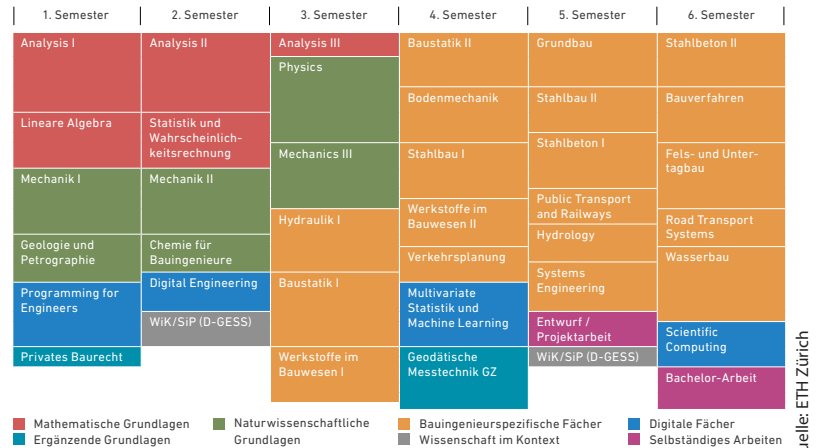 1. Semester
2. Semester
3. Semester
4. Semester
5. Semester
6. Semester
Analysis I
Lineare Algebra
Mechanik I
Geologie und
Petrographie
Programming for
Engineers
Privates Baurecht
Analysis II
Statistik und
Wahrscheinlich-
keitsrechnung
Mechanik II
Chemie für
Bauingenieure
Digital Engineering
WiK/SiP (D-GESS)
Analysis III
Physics
Mechanics III
Hydraulik I
Baustatik I
Werkstoffe im
Bauwesen I
Baustatik II
Bodenmechanik
Stahlbau I
Werkstoffe im
Bauwesen II
Verkehrsplanung
Multivariate
Statistik und
Machine Learning
Geodätische
Messtechnik GZ
Grundbau
Stahlbau II
Stahlbeton I
Public Transport
and Railways
Hydrology
Systems
Engineering
Entwurf /
Projektarbeit
WiK/SiP (D-GESS)
Stahlbeton II
Bauverfahren
Fels- und Unter-
tagbau
Road Transport
Systems
Wasserbau
Scientific
Computing
Bachelor-Arbeit
Mathematische Grundlagen
Ergänzende Grundlagen
Naturwissenschaftliche
Grundlagen
Bauingenieurspezifische Fächer
Wissenschaft im Kontext
Digitale Fächer
Selbständiges Arbeiten
uelle: ETH Zürich